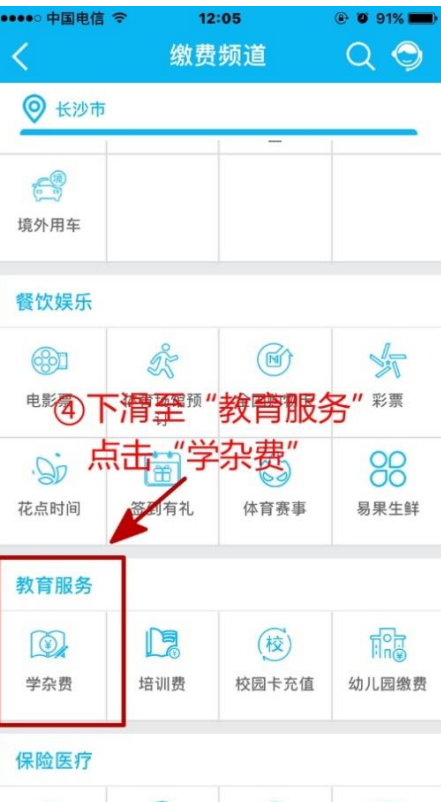 中国电信 12:05 91%
缴费频道
长沙市
境外用车
餐饮娱乐
电影票 彩票
④下滑至“教育服务”
点击“学杂费”
花点时间 签到有礼 体育赛事 易果生鲜
教育服务
校
学杂费 培训费 校园卡充值 幼儿园缴费
保险医疗